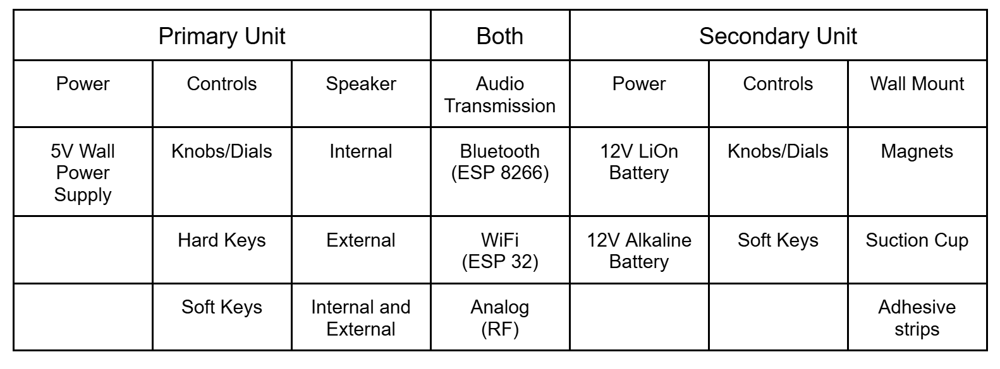 Primary Unit Both Secondary Unit
Power Controls Speaker Audio Power Controls Wall Mount
Transmission
5V Wall Knobs/Dials Internal Bluetooth 12V LiOn Knobs/Dials Magnets
Power (ESP 8266) Battery
Supply
Hard Keys External WiFi 12V Alkaline Soft Keys Suction Cup
(ESP 32) Battery
Soft Keys Internal and Analog Adhesive
External (RF) strips